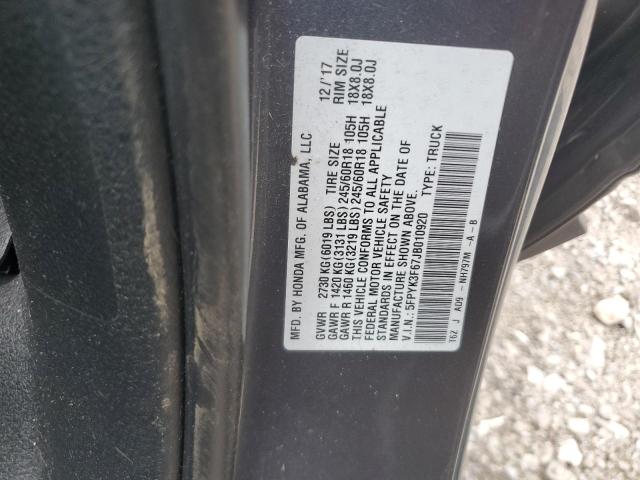 MFD. BY HONDA MFG. OF ALABAMA, LLC 12/'17
GVWR 2730 KG(6019 LBS) TIRE SIZE RIM SIZE
GAWR F 1420 KG(3131 LBS) 245/60R18 105H 18X8.0J
GAWR R 1460 KG(3219 LBS) 245/60R18 105H 18X8.0J
THIS VEHICLE CONFORMS TO ALL APPLICABLE
FEDERAL MOTOR VEHICLE SAFETY
STANDARDS IN EFFECT ON THE DATE OF
MANUFACTURE SHOWN ABOVE.
V.I.N.: 5FPYK3F67JB010920 TYPE: TRUCK
T6Z J A09 -NH797M -A -B